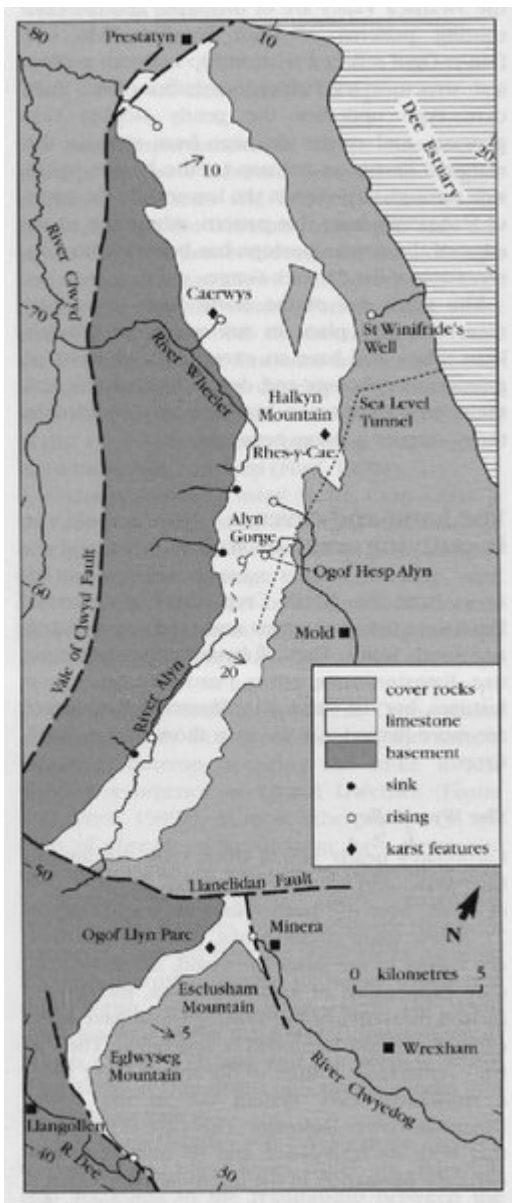 80
10
Prestatyn
Dee Estuary
20
10
River Clwyd
Caerwys
70
St Winifride's
Well
River Wheeler
Halkyn
Mountain
Sea Level
Tunnel
Rhes-y-Cae
Alyn
Gorge
Ogof Hesp Alyn
60
Vale of Clwyd Fault
Mold
20
River Alyn
cover rocks
limestone
basement
sink
rising
karst features
50
Llanelidan Fault
Ogof Llyn Parc
Minera
N
0 kilometres 5
Esclusham
Mountain
5
Eglwyseg
Mountain
Wrexham
River Clwyedog
Llangollen
R. Dee
40
30